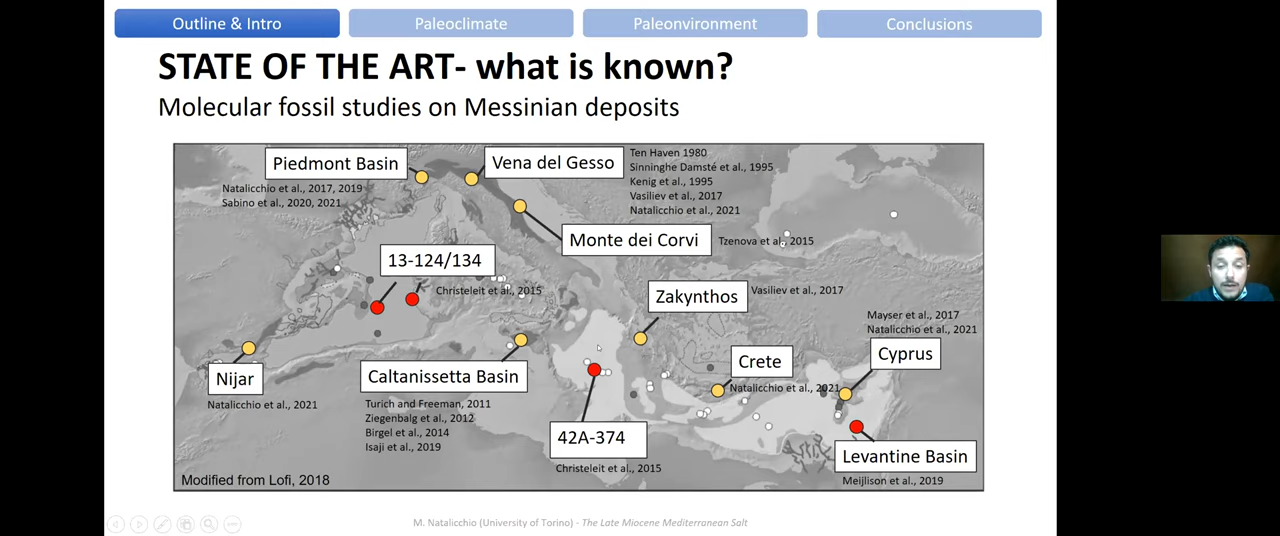 Outline & Intro
Paleoclimate
Paleonvironment
Conclusions
STATE OF THE ART- what is known?
Molecular fossil studies on Messinian deposits
Piedmont Basin
Natalicchio et al., 2017, 2019
Sabino et al., 2020, 2021
Vena del Gesso
Ten Haven 1980
Sinninghe Damsté et al., 1995
Kenig et al., 1995
Vasiliev et al., 2017
Natalicchio et al., 2021
Monte dei Corvi
Tzenova et al., 2015
13-124/134
Christeleit et al., 2015
Zakynthos
Vasiliev et al., 2017
Mayser et al., 2017
Natalicchio et al., 2021
Cyprus
Nijar
Natalicchio et al., 2021
Caltanissetta Basin
Turich and Freeman, 2011
Ziegenbalg et al., 2012
Birgel et al., 2014
Isaji et al., 2019
Crete
Natalicchio et al., 2021
42A-374
Christeleit et al., 2015
Levantine Basin
Meijlison et al., 2019
Modified from Lofi, 2018
M. Natalicchio (University of Torino) - The Late Miocene Mediterranean Salt